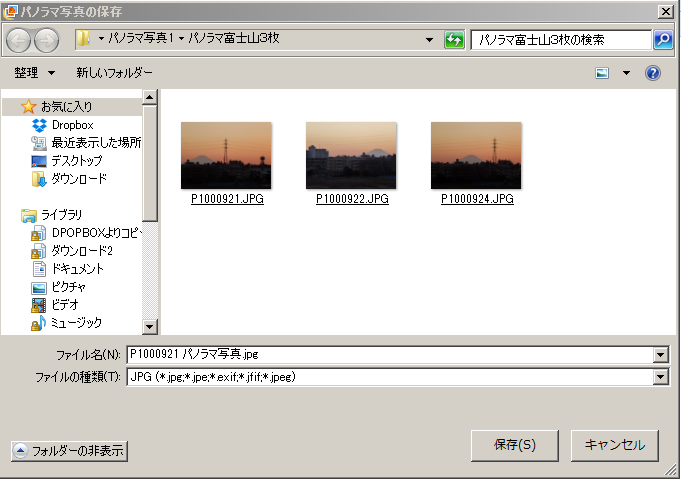 パノラマ写真の保存
パノラマ写真1 パノラマ富士山3枚
パノラマ富士山3枚の検索
整理 新しいフォルダー
お気に入り
Dropbox
最近表示した場所
デスクトップ
ダウンロード
ライブラリ
DPOPBOXよりコピー
ダウンロード2
ドキュメント
ピクチャ
ビデオ
ミュージック
P1000921.JPG P1000922.JPG P1000924.JPG
ファイル名(N): P1000921 パノラマ写真.jpg
ファイルの種類(T): JPG (*.jpg;*.jpe;*.exif;*.jfif;*.jpeg)
フォルダーの非表示
保存(S) キャンセル